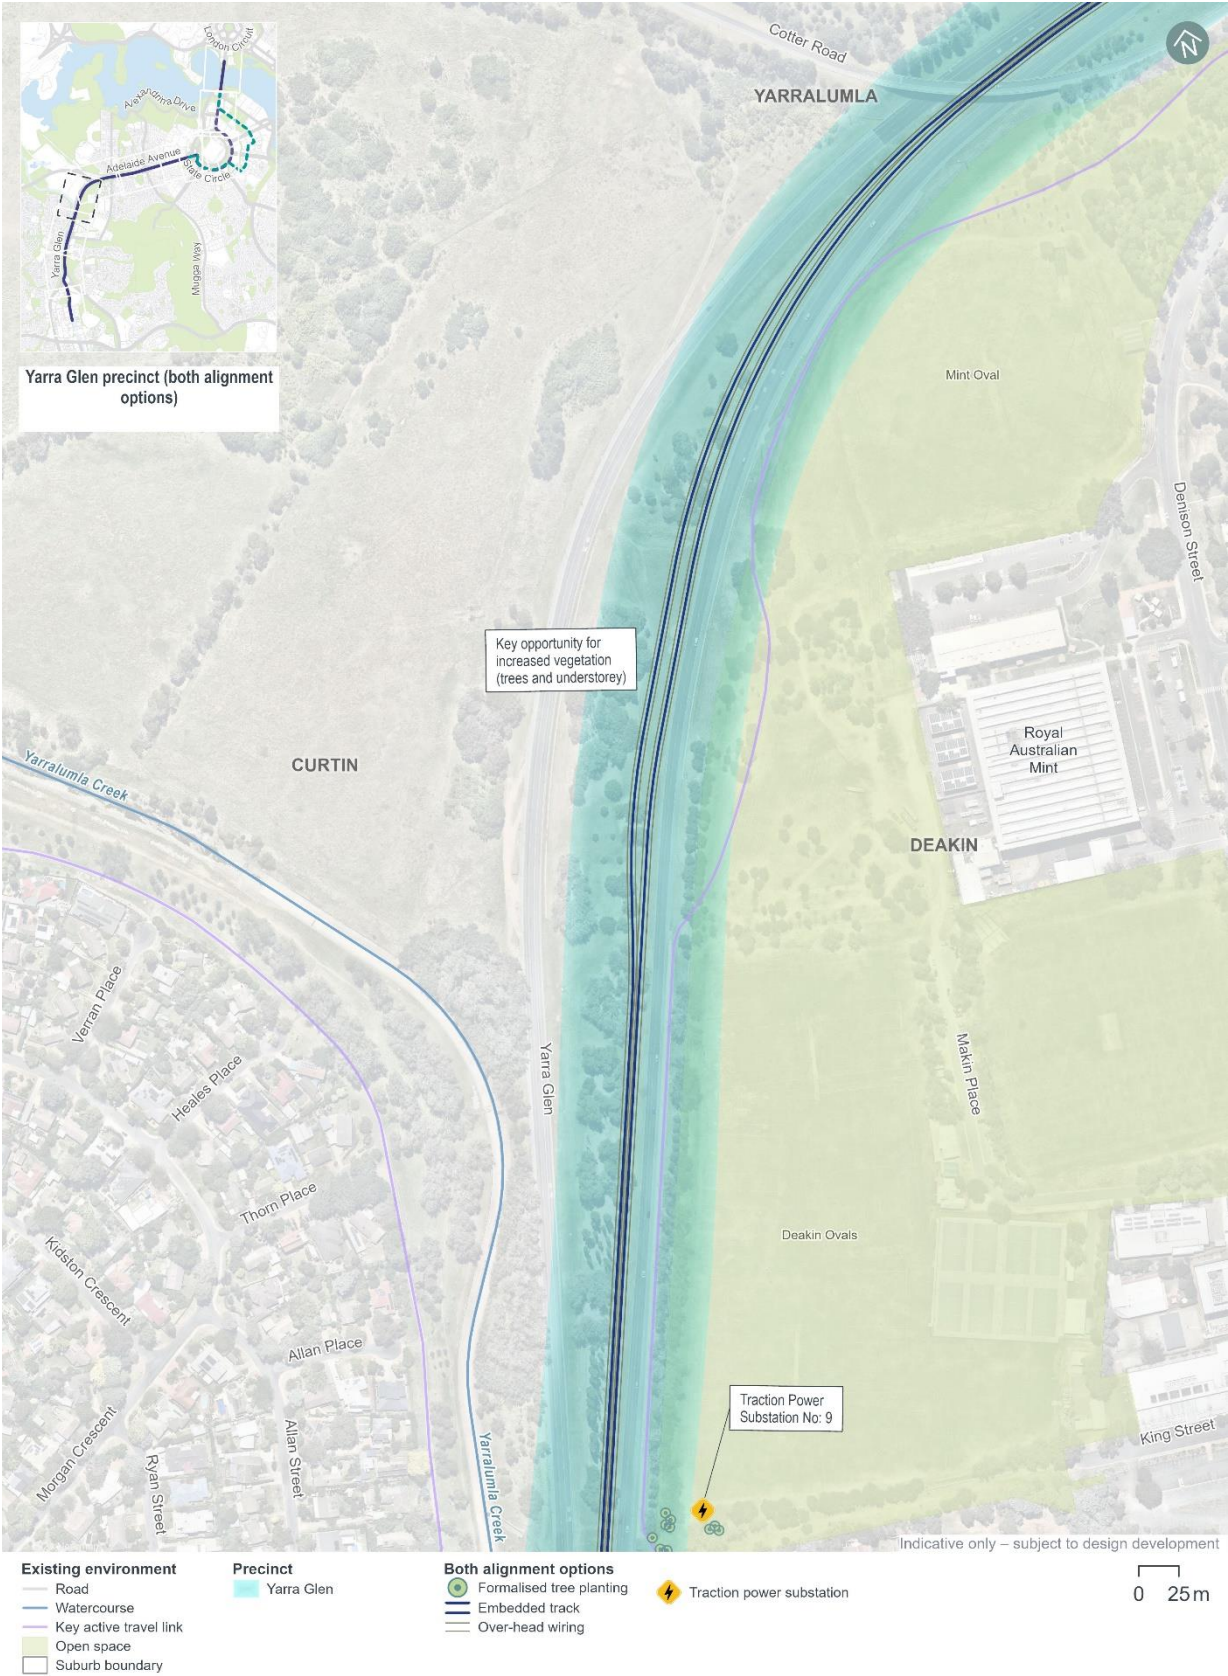 London Circuit
Alexandrina Drive
Adelaide Avenue
State Circle
Yarra Glen
Mugga Way
Yarra Glen precinct (both alignment
options)
Cotter Road
YARRALUMLA
N
Mint Oval
Denison Street
Key opportunity for
increased vegetation
(trees and understorey)
Royal
Australian
Mint
CURTIN
Yarralumla Creek
DEAKIN
Verran Place
Heales Place
Yarra Glen
Makin Place
Thorn Place
Kidston Crescent
Deakin Ovals
Allan Place
Traction Power
Substation No: 9
Morgan Crescent
Allan Street
Ryan Street
Yarralumla Creek
King Street
Indicative only – subject to design development
Existing environment
Road
Watercourse
Key active travel link
Open space
Suburb boundary
Precinct
Yarra Glen
Both alignment options
Formalised tree planting
Embedded track
Over-head wiring
Traction power substation
0 25m